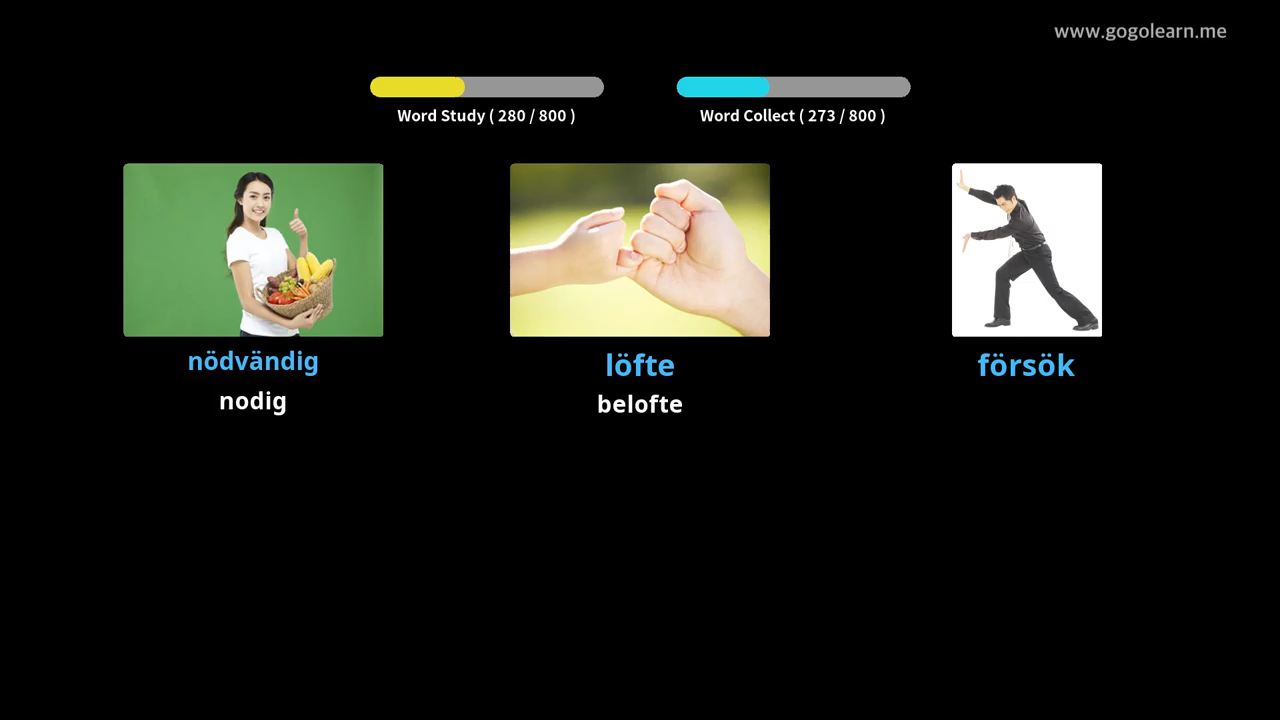 www.gogolearn.me
Word Study ( 280 / 800 )
Word Collect ( 273 / 800 )
nödvändig
nodig
löfte
belofte
försök